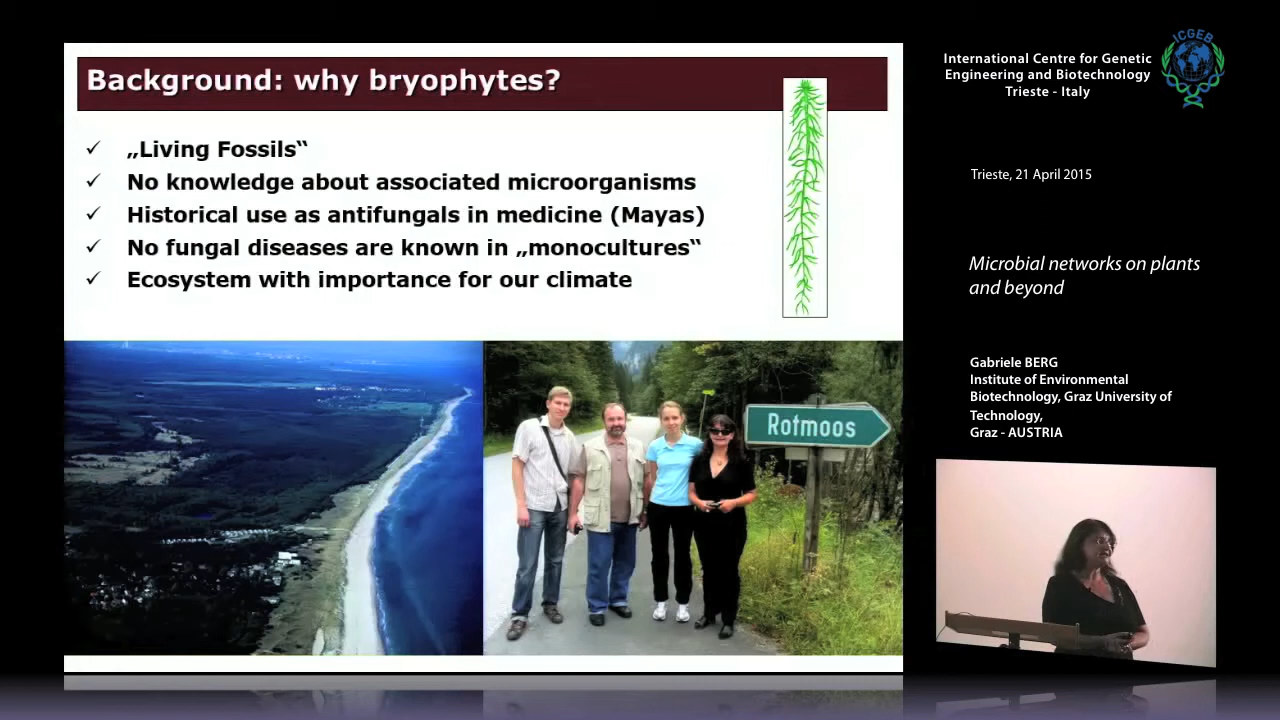 Background: why bryophytes?
✓ „Living Fossils“
✓ No knowledge about associated microorganisms
✓ Historical use as antifungals in medicine (Mayas)
✓ No fungal diseases are known in „monocultures“
✓ Ecosystem with importance for our climate
Rotmoos
International Centre for Genetic
Engineering and Biotechnology
Trieste - Italy
ICGEB
Trieste, 21 April 2015
Microbial networks on plants
and beyond
Gabriele BERG
Institute of Environmental
Biotechnology, Graz University of
Technology,
Graz - AUSTRIA